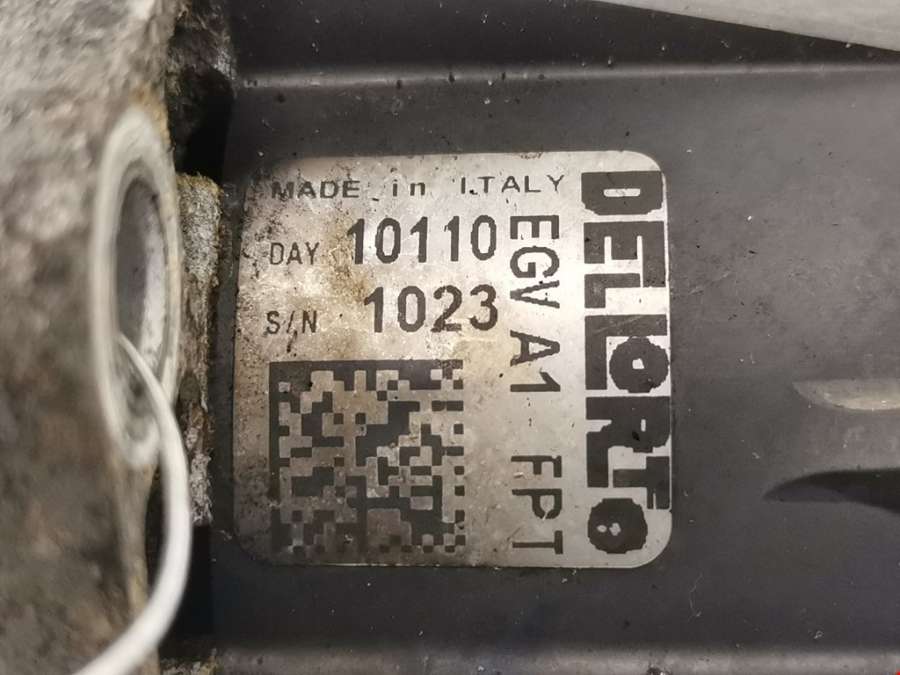 MADE in ITALY
DAY 10110
S/N 1023
EGV A1 FPT
DELLORTO